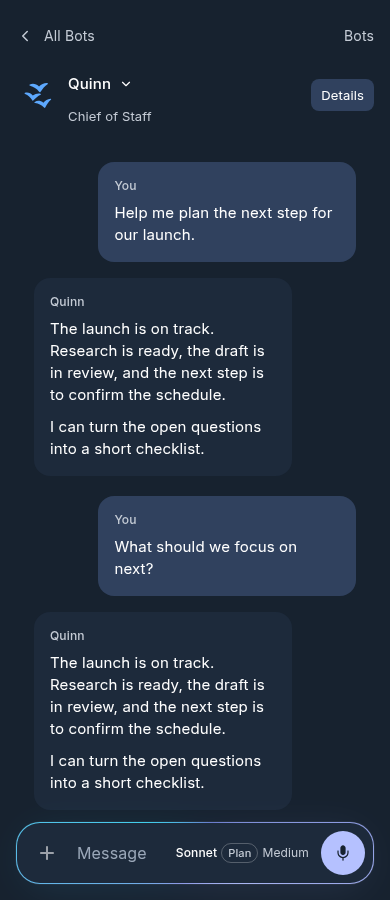 All Bots
Bots
Quinn
Chief of Staff
Details
You
Help me plan the next step for
our launch.
Quinn
The launch is on track.
Research is ready, the draft is
in review, and the next step is
to confirm the schedule.
I can turn the open questions
into a short checklist.
You
What should we focus on
next?
Quinn
The launch is on track.
Research is ready, the draft is
in review, and the next step is
to confirm the schedule.
I can turn the open questions
into a short checklist.
Message Sonnet Plan Medium